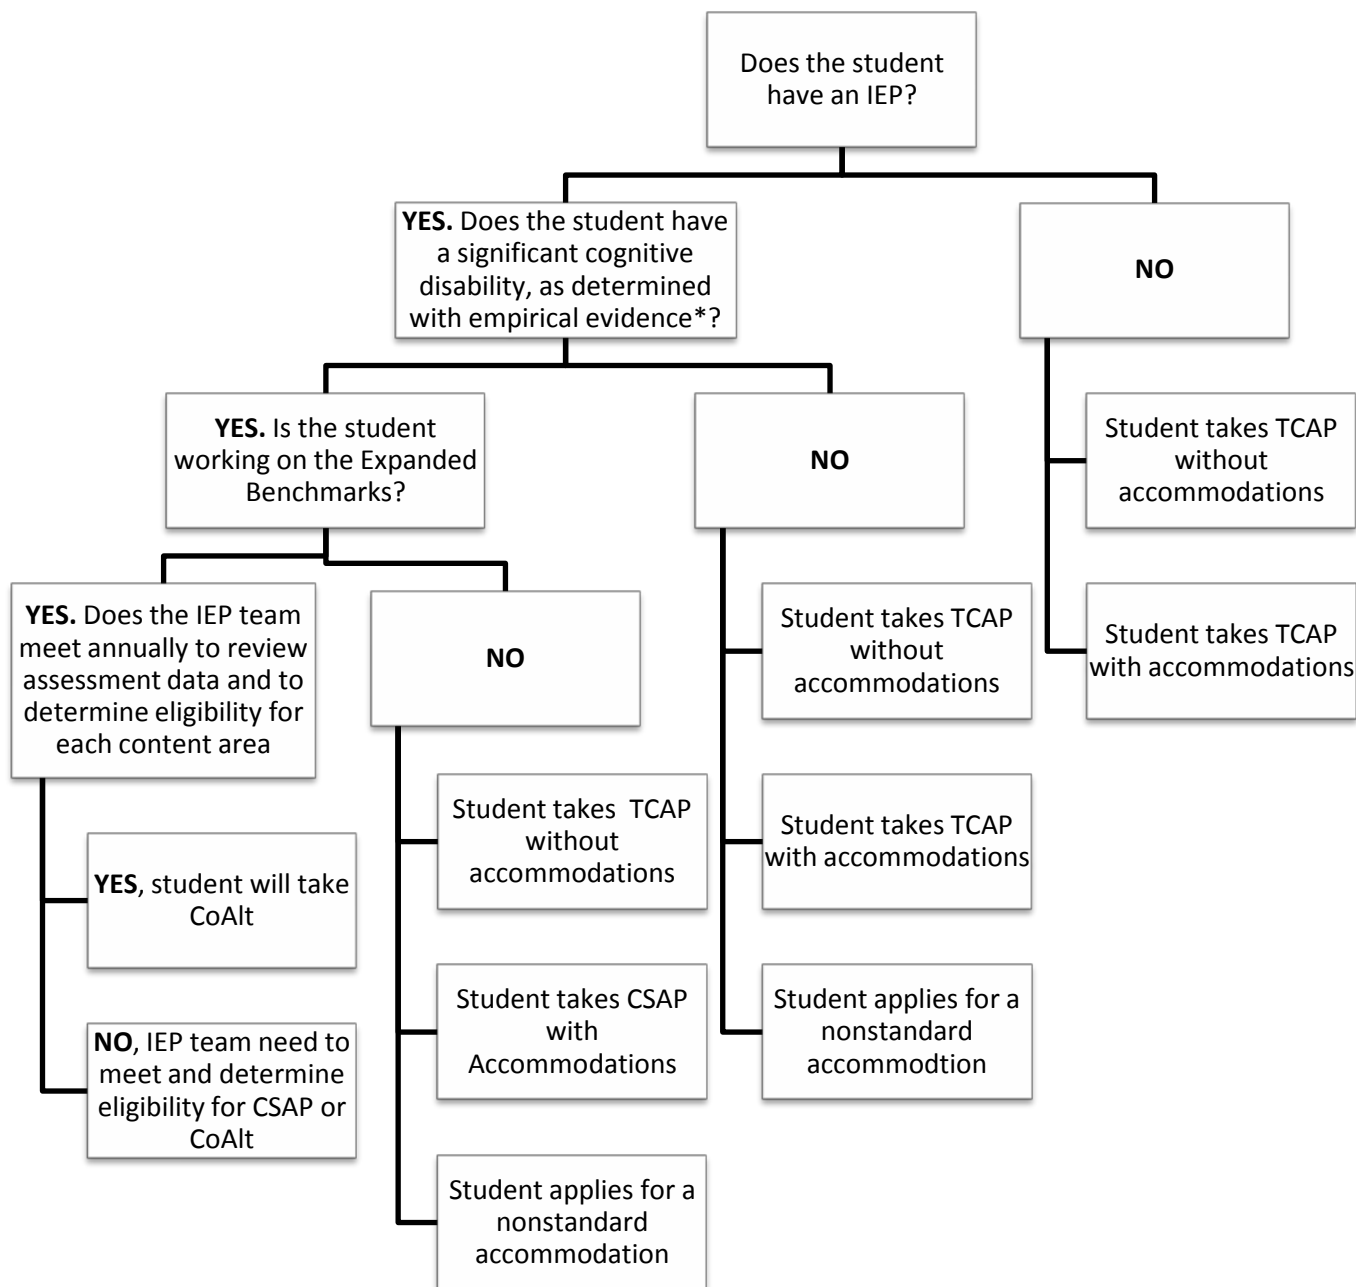 Does the student
have an IEP?
YES. Does the student have
a significant cognitive
disability, as determined
with empirical evidence*?
NO
YES. Is the student
working on the Expanded
Benchmarks?
NO
Student takes TCAP
without
accommodations
Student takes TCAP
with accommodations
YES. Does the IEP team
meet annually to review
assessment data and to
determine eligibility for
each content area
NO
Student takes TCAP
without
accommodations
Student takes TCAP
with accommodations
Student applies for a
nonstandard
accommodtion
YES, student will take
CoAlt
NO, IEP team need to
meet and determine
eligibility for CSAP or
CoAlt
Student takes  TCAP
without
accommodations
Student takes CSAP
with
Accommodations
Student applies for a
nonstandard
accommodation